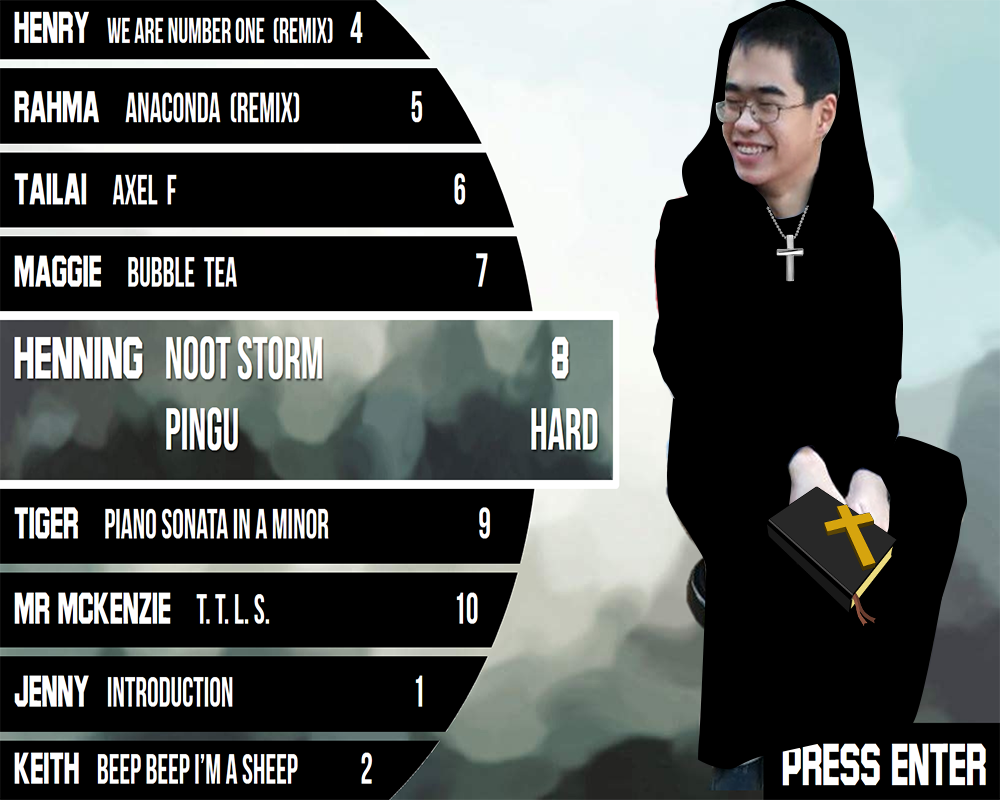 HENRY WE ARE NUMBER ONE (REMIX) 4
RAHMA ANACONDA (REMIX) 5
TAILAI AXEL F 6
MAGGIE BUBBLE TEA 7
HENNING NOOT STORM 8
PINGU HARD
TIGER PIANO SONATA IN A MINOR 9
MR MCKENZIE T. T. L. S. 10
JENNY INTRODUCTION 1
KEITH BEEP BEEP I'M A SHEEP 2
PRESS ENTER